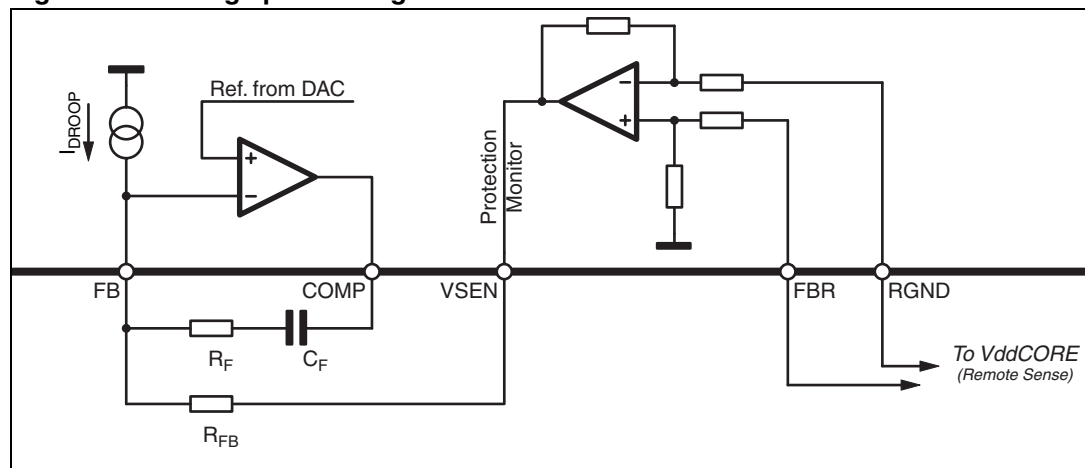 Ref. from DAC
IDROOP
+
−
−
+
Protection
Monitor
FB
COMP
VSEN
FBR
RGND
RF
CF
To VddCORE
(Remote Sense)
RFB